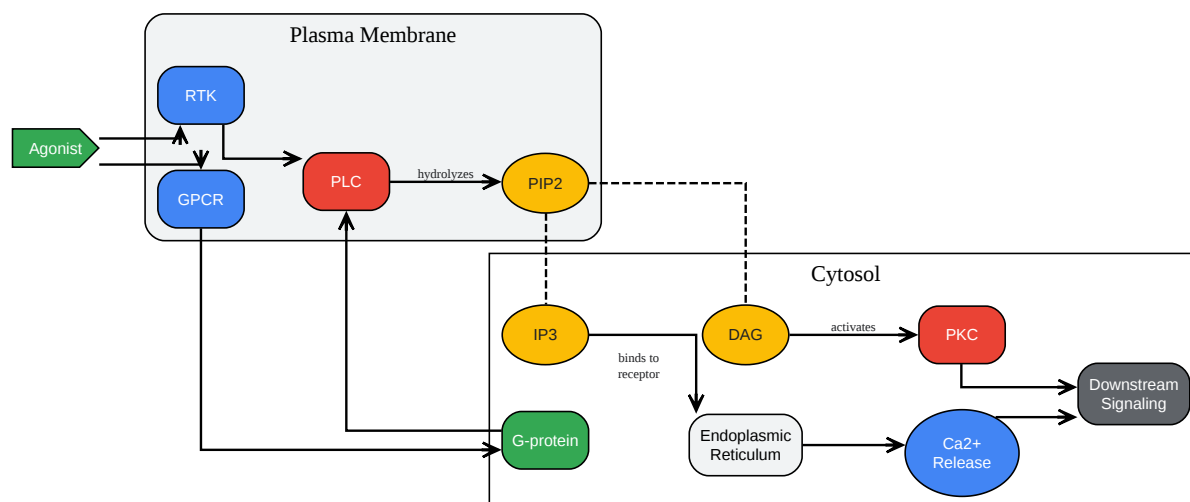 Plasma Membrane
RTK
Agonist
GPCR
PLC
hydrolyzes
PIP2
Cytosol
IP3
binds to
receptor
DAG
activates
PKC
Downstream
Signaling
G-protein
Endoplasmic
Reticulum
Ca2+
Release